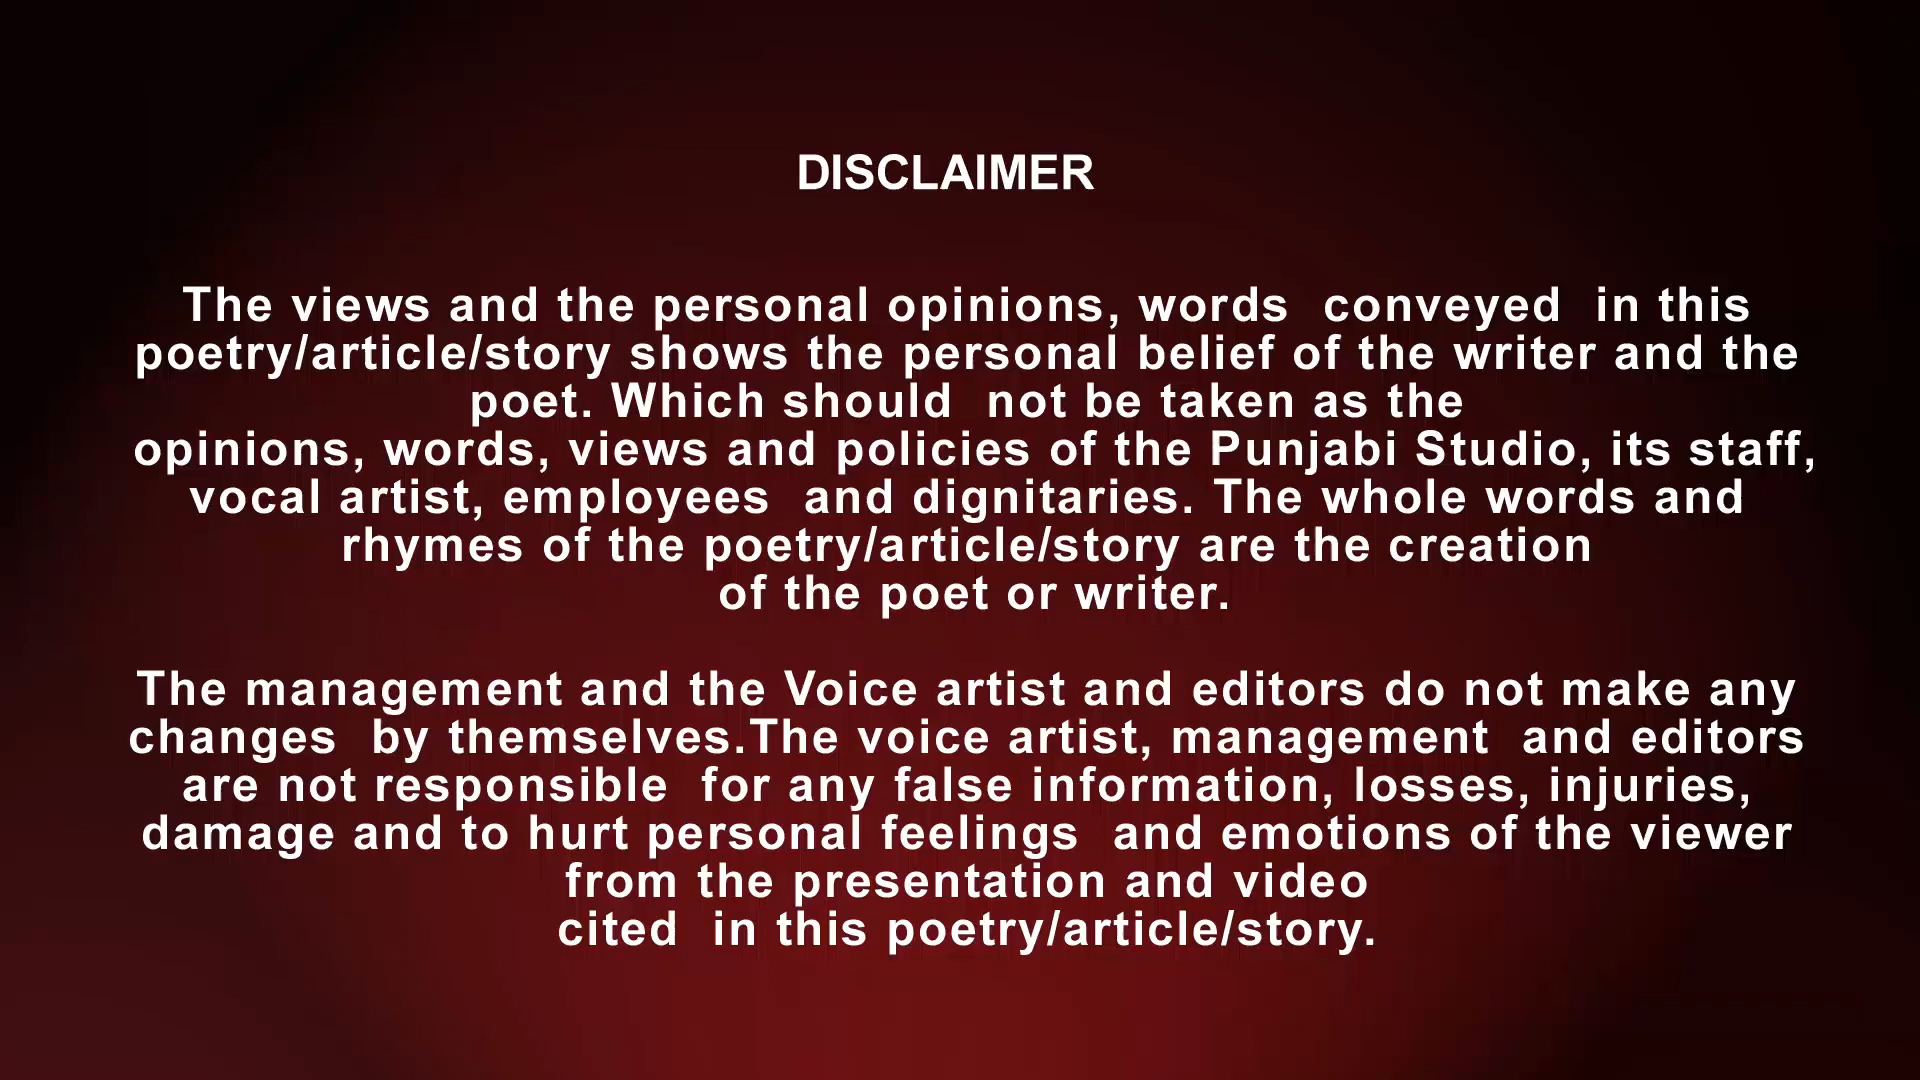 DISCLAIMER
The views and the personal opinions, words  conveyed  in this
poetry/article/story shows the personal belief of the writer and the
poet. Which should  not be taken as the
opinions, words, views and policies of the Punjabi Studio, its staff,
vocal artist, employees  and dignitaries. The whole words and
rhymes of the poetry/article/story are the creation
of the poet or writer.
The management and the Voice artist and editors do not make any
changes  by themselves.The voice artist, management  and editors
are not responsible  for any false information, losses, injuries,
damage and to hurt personal feelings  and emotions of the viewer
from the presentation and video
cited  in this poetry/article/story.